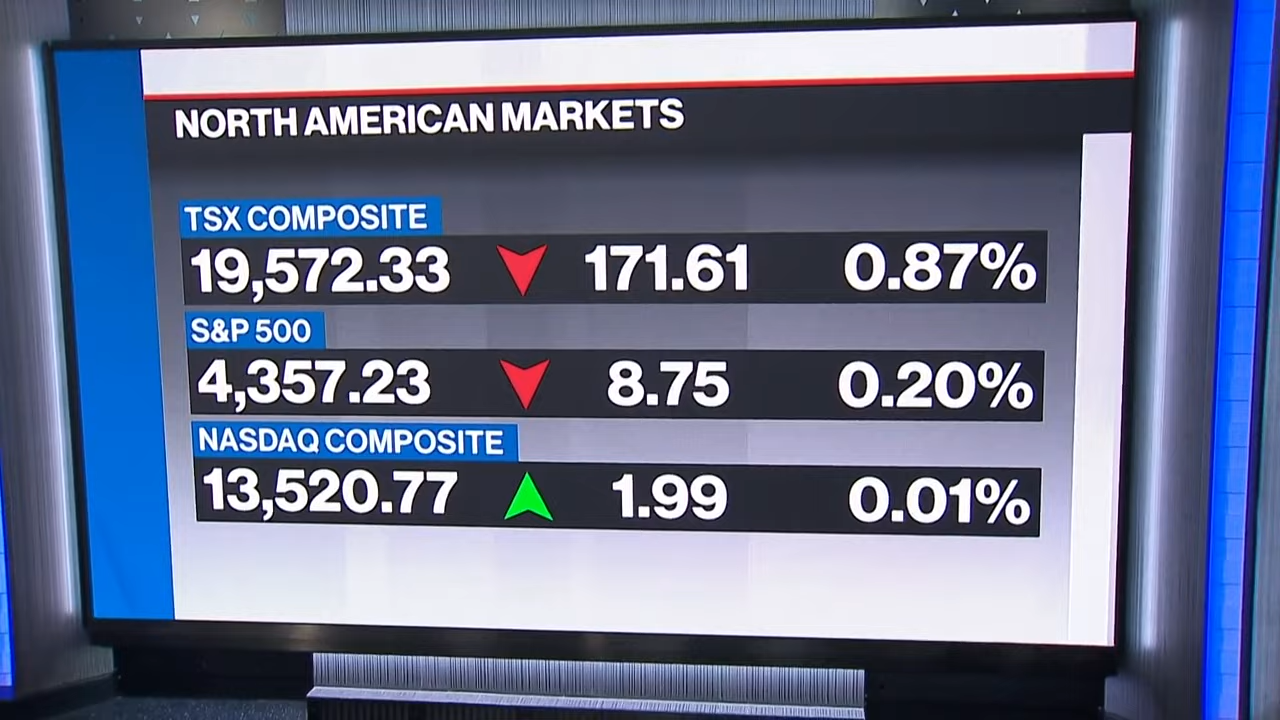 NORTH AMERICAN MARKETS
TSX COMPOSITE
19,572.33 171.61 0.87%
S&P 500
4,357.23 8.75 0.20%
NASDAQ COMPOSITE
13,520.77 1.99 0.01%